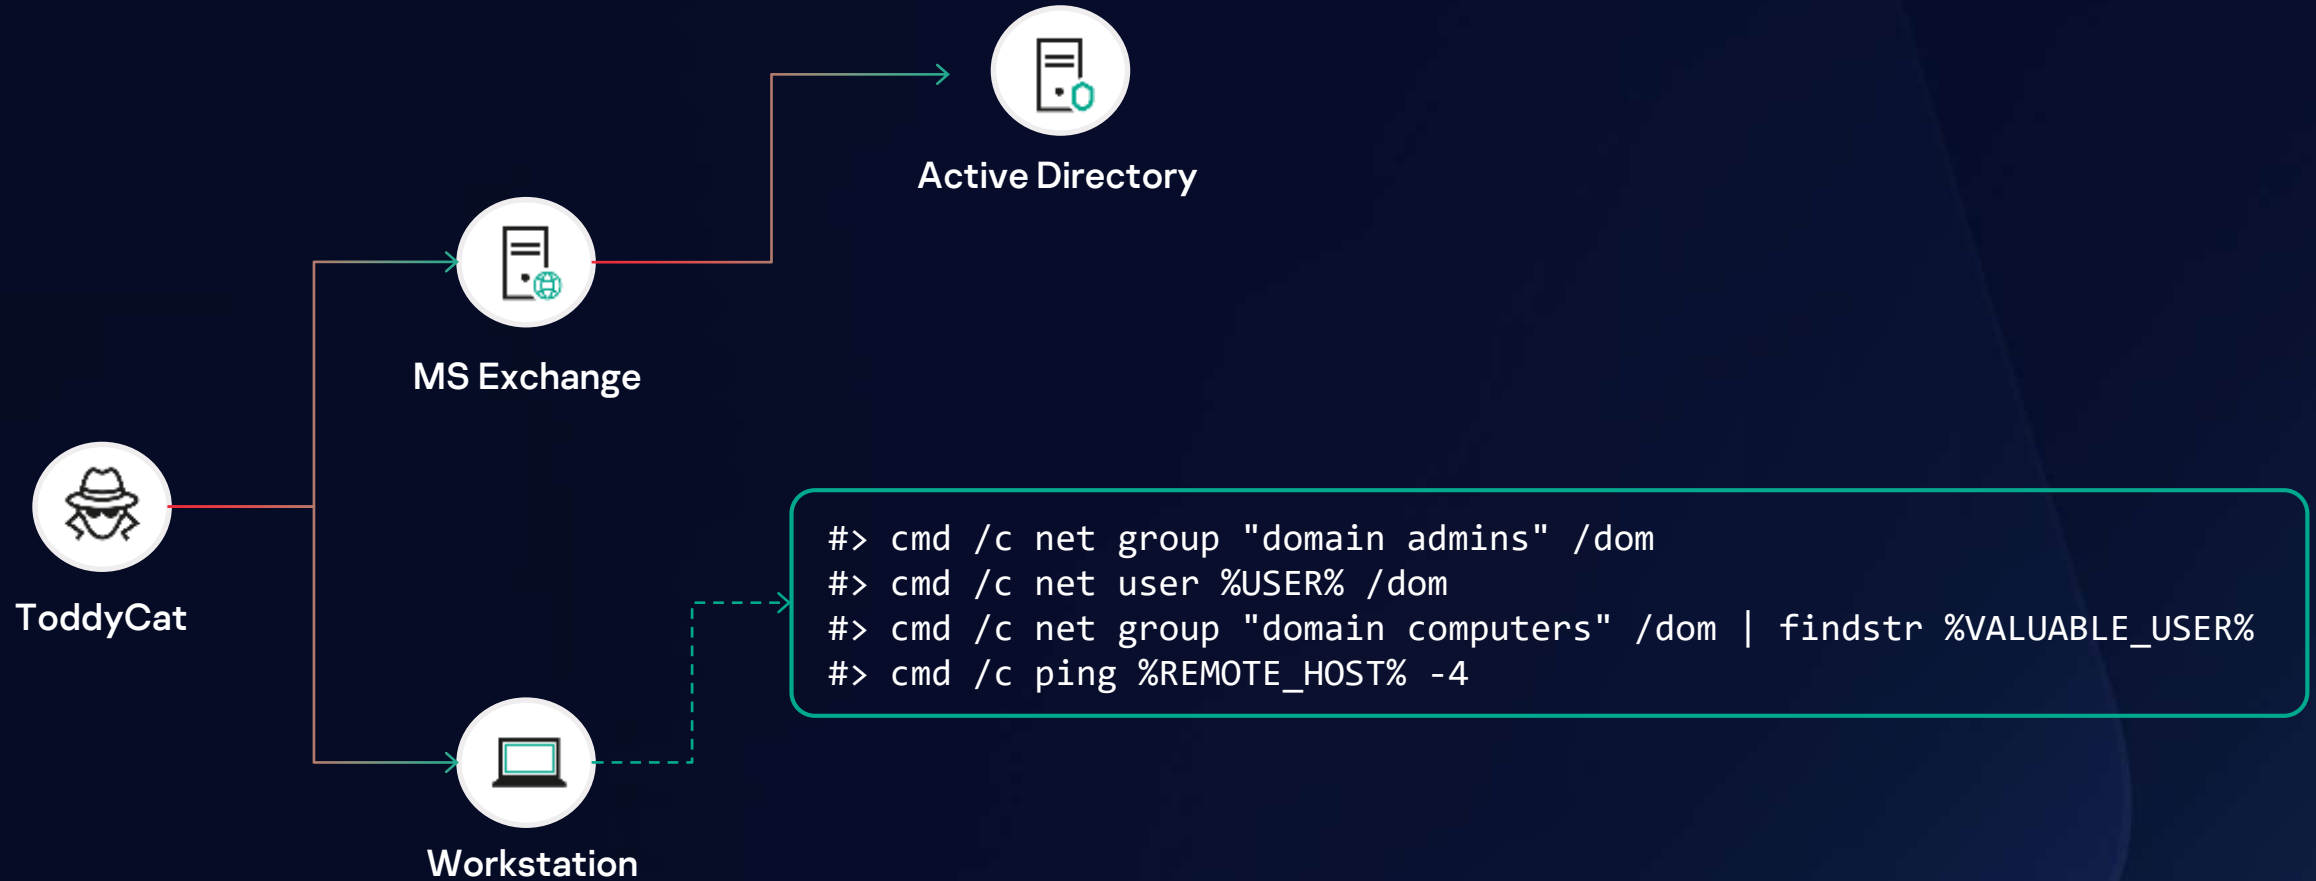 Active Directory
MS Exchange
ToddyCat
#> cmd /c net group "domain admins" /dom
#> cmd /c net user %USER% /dom
#> cmd /c net group "domain computers" /dom | findstr %VALUABLE_USER%
#> cmd /c ping %REMOTE_HOST% -4
Workstation